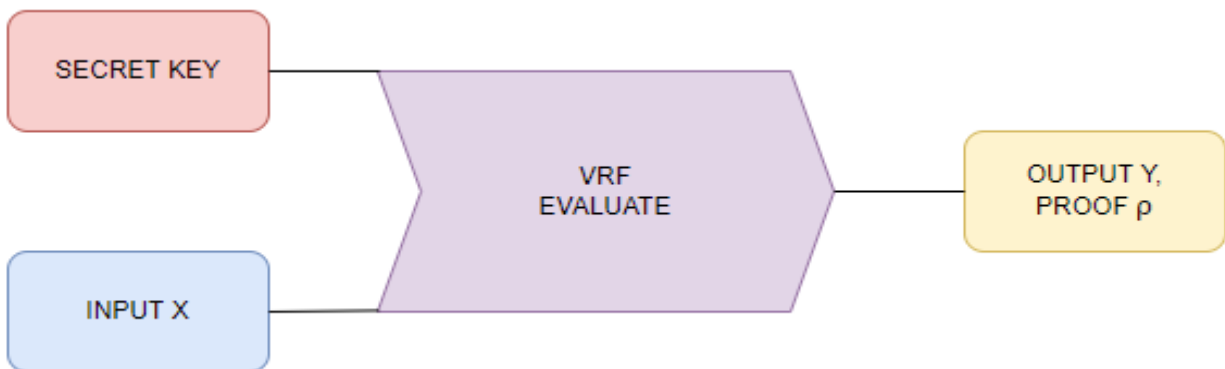 SECRET KEY
INPUT X
VRF
EVALUATE
OUTPUT Y,
PROOF ρ